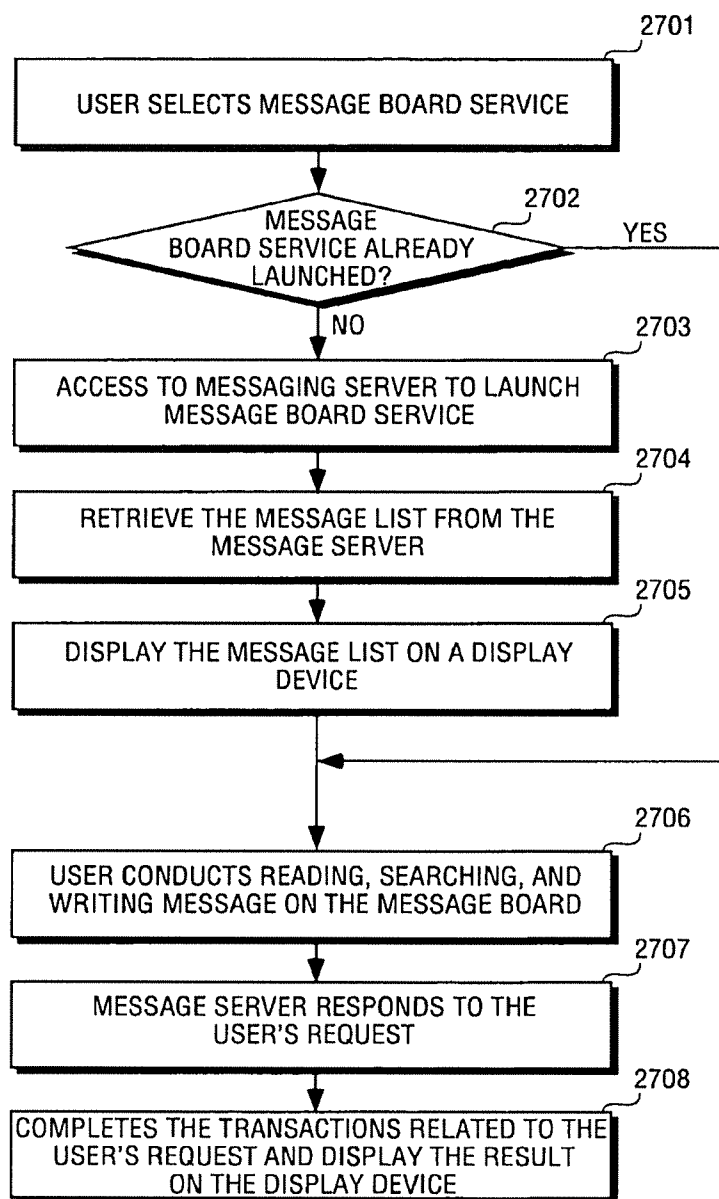 2701
USER SELECTS MESSAGE BOARD SERVICE
2702
MESSAGE
BOARD SERVICE ALREADY
LAUNCHED?
YES
NO
2703
ACCESS TO MESSAGING SERVER TO LAUNCH
MESSAGE BOARD SERVICE
2704
RETRIEVE THE MESSAGE LIST FROM THE
MESSAGE SERVER
2705
DISPLAY THE MESSAGE LIST ON A DISPLAY
DEVICE
2706
USER CONDUCTS READING, SEARCHING, AND
WRITING MESSAGE ON THE MESSAGE BOARD
2707
MESSAGE SERVER RESPONDS TO THE
USER'S REQUEST
2708
COMPLETES THE TRANSACTIONS RELATED TO THE
USER'S REQUEST AND DISPLAY THE RESULT
ON THE DISPLAY DEVICE